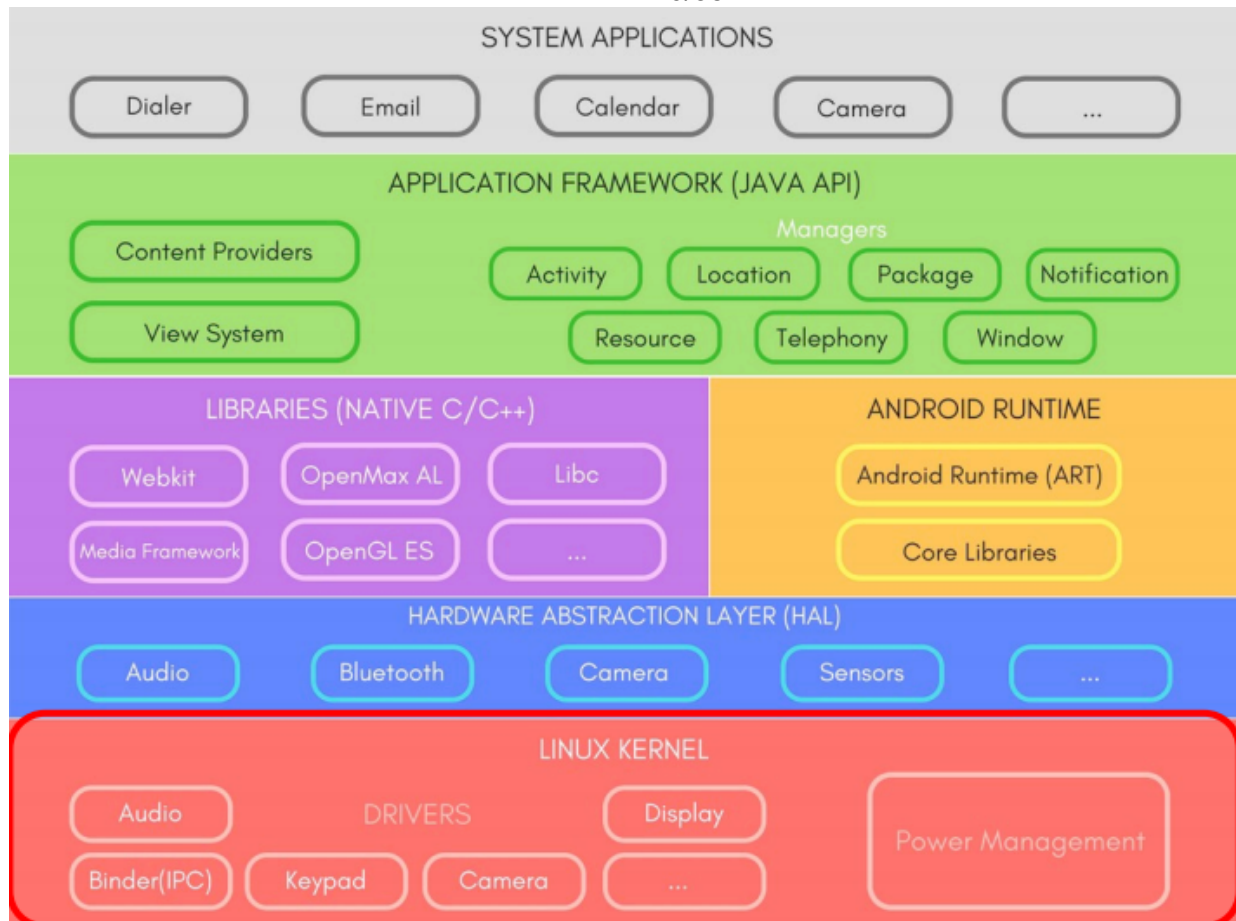 SYSTEM APPLICATIONS
Dialer Email Calendar Camera ...
APPLICATION FRAMEWORK (JAVA API)
Managers
Content Providers
Activity Location Package Notification
View System
Resource Telephony Window
LIBRARIES (NATIVE C/C++)
Webkit OpenMax AL Libc
Media Framework OpenGL ES ...
ANDROID RUNTIME
Android Runtime (ART)
Core Libraries
HARDWARE ABSTRACTION LAYER (HAL)
Audio Bluetooth Camera Sensors ...
LINUX KERNEL
Audio DRIVERS Display
Binder(IPC) Keypad Camera ...
Power Management